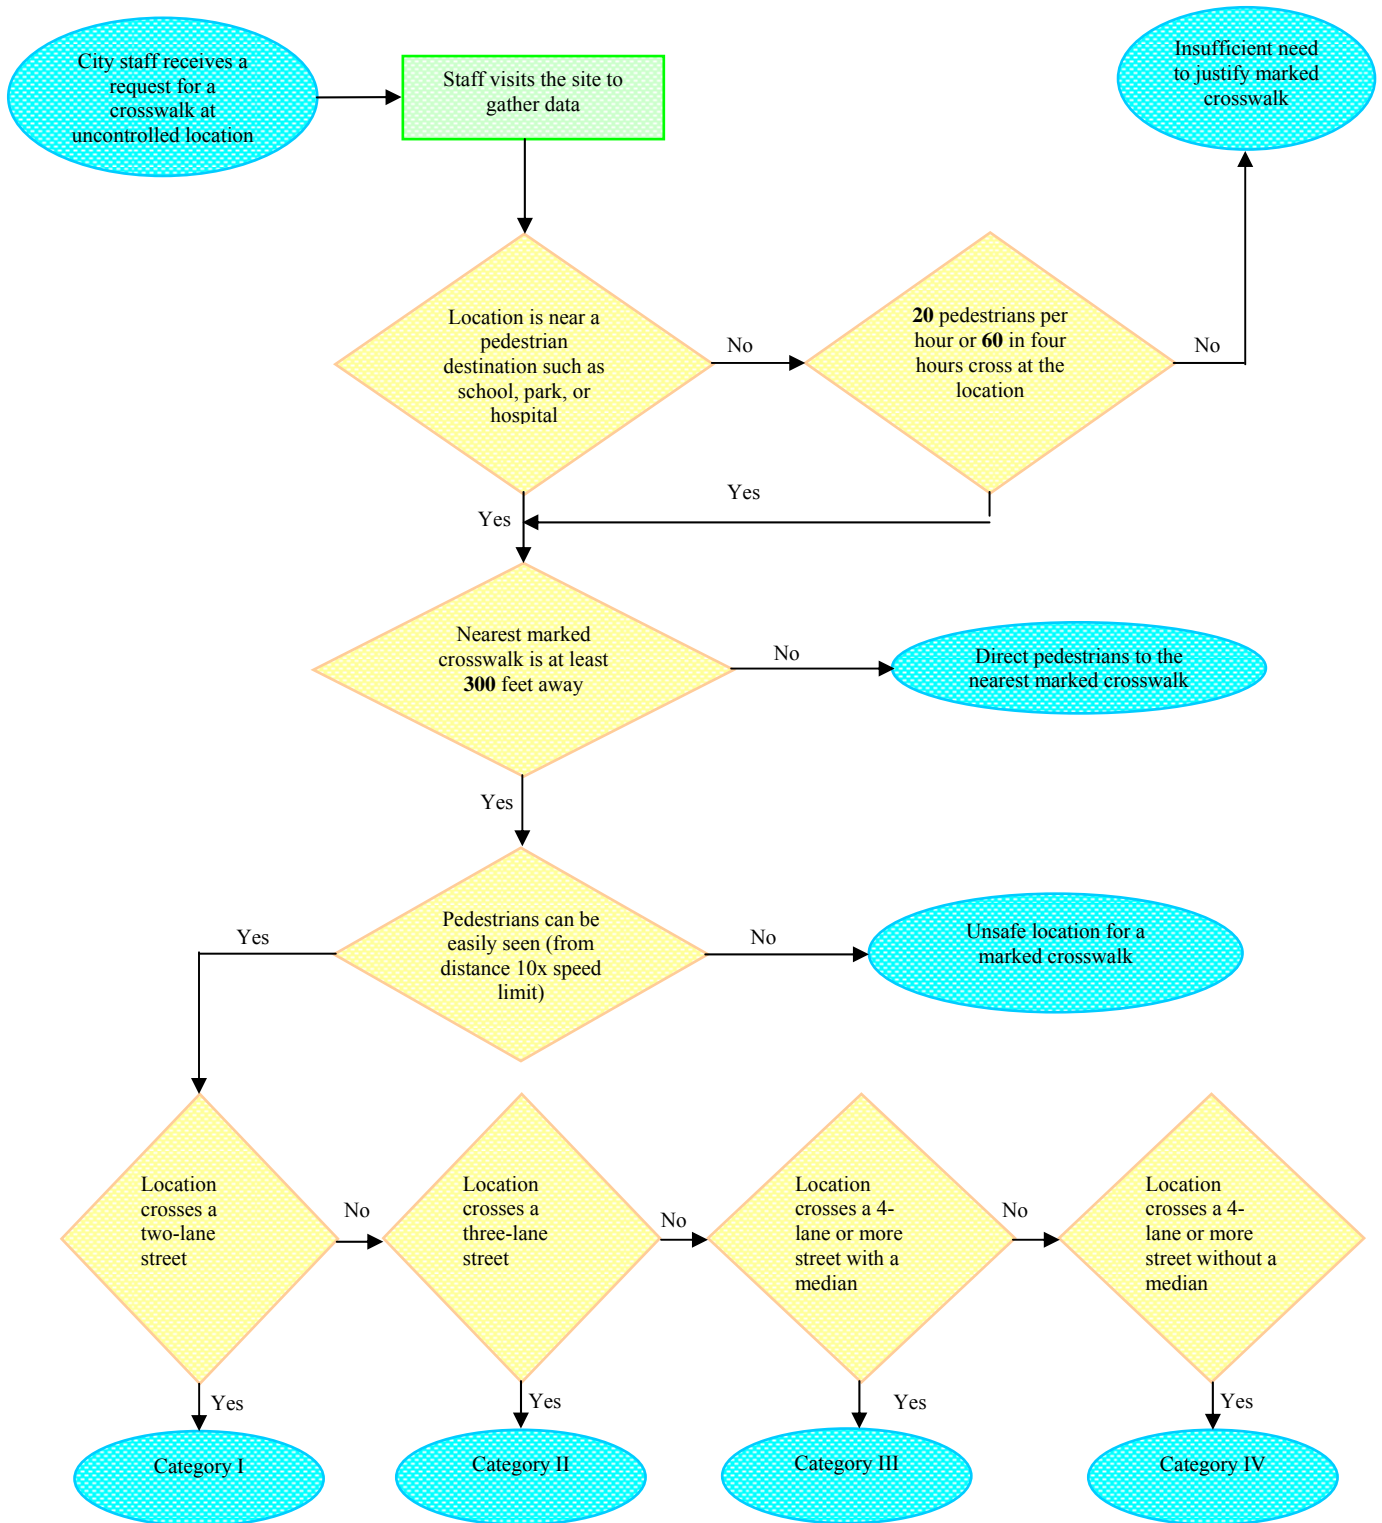 City staff receives a
request for a
crosswalk at
uncontrolled location
Staff visits the site to
gather data
Insufficient need
to justify marked
crosswalk
Location is near a
pedestrian
destination such as
school, park, or
hospital
No
20 pedestrians per
hour or 60 in four
hours cross at the
location
No
Yes
Yes
Nearest marked
crosswalk is at least
300 feet away
No
Direct pedestrians to the
nearest marked crosswalk
Yes
Pedestrians can be
easily seen (from
distance 10x speed
limit)
Yes
No
Unsafe location for a
marked crosswalk
Location
crosses a
two-lane
street
No
Location
crosses a
three-lane
street
No
Location
crosses a 4-
lane or more
street with a
median
No
Location
crosses a 4-
lane or more
street without a
median
Yes
Yes
Yes
Yes
Category I
Category II
Category III
Category IV